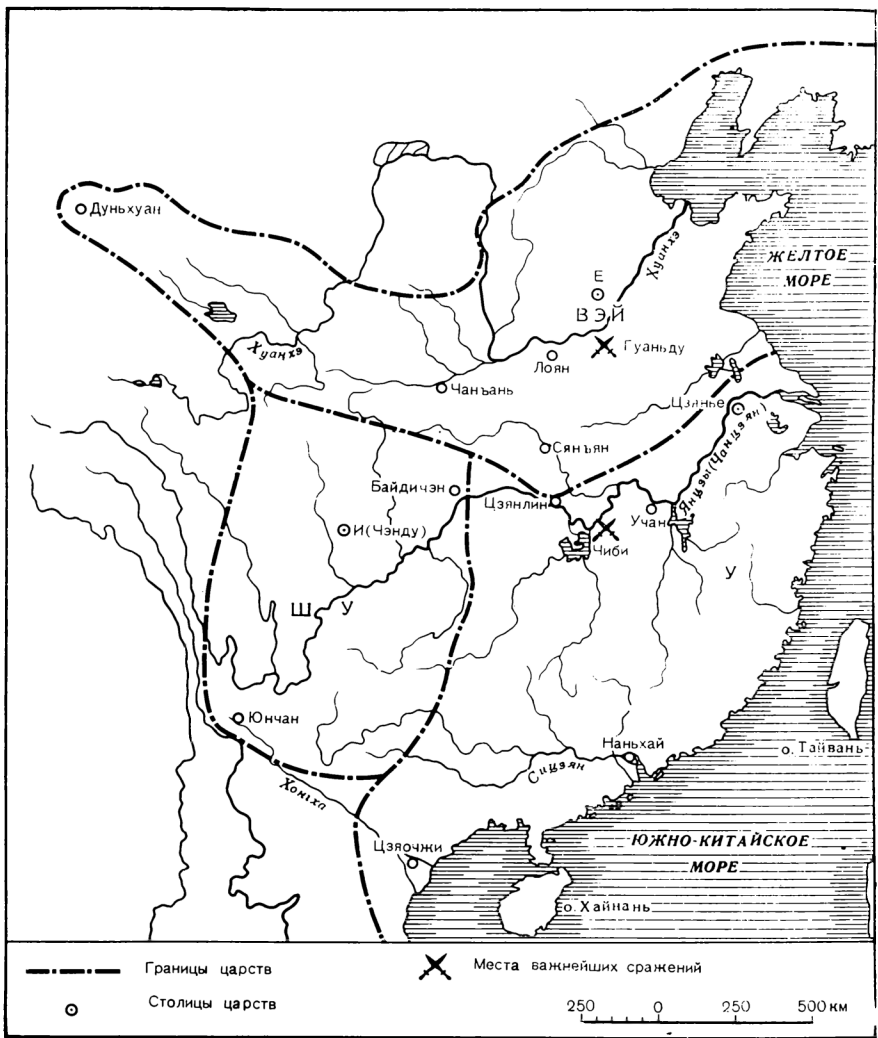 Дуньхуан
Хуанхэ
ЖЕЛТОЕ
МОРЕ
Е
ВЭЙ
Гуаньду
Хуанхэ
Лоян
Чанъань
Цзянье
Янцзы (Чанцзян)
Сянъян
Байдичэн
Цзянлин
Учан
И(Чэнду)
Чиби
У
ШУ
Юнчан
Наньхай
о.Тайвань
Сицзян
Хонгха
Цзяочжи
ЮЖНО-КИТАЙСКОЕ
МОРЕ
о.Хайнань
Границы царств
Места важнейших сражений
Столицы царств
250 0 250 500 км